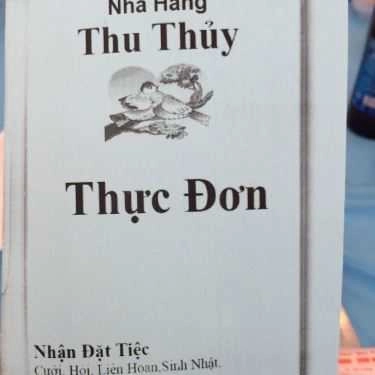 Nhà Hàng
Thu Thủy
Thực Đơn
Nhận Đặt Tiệc
Cưới, Hỏi, Liên Hoan,Sinh Nhật.